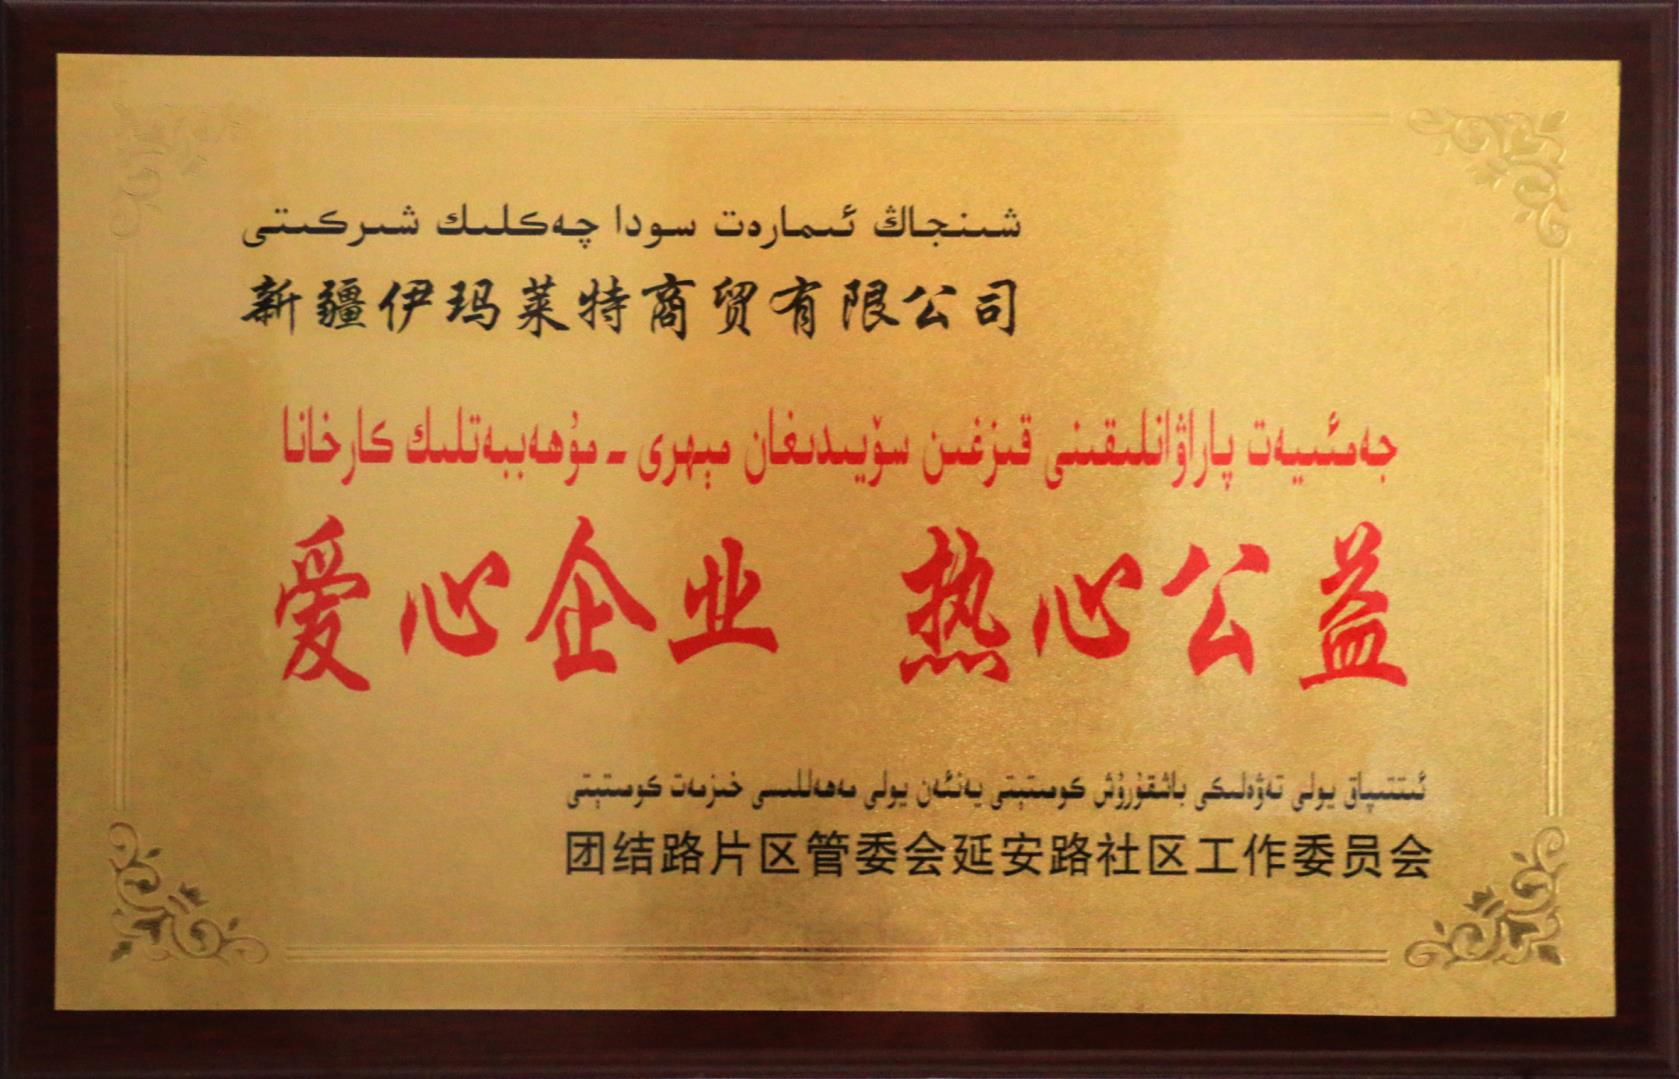 شىنجاڭ ئىمارەت سودا چەكلىك شىركىتى
新疆伊玛莱特商贸有限公司
جەمئىيەت پاراۋانلىقىنى قىزغىن سۆيىدىغان مېھرى - مۇھەببەتلىك كارخانا
爱心企业 热心公益
ئىتتىپاق يولى تەۋەلىكى باشقۇرۇش كومىتېتى يەنئەن يولى مەھەللىسى خىزمەت كومىتېتى
团结路片区管委会延安路社区工作委员会